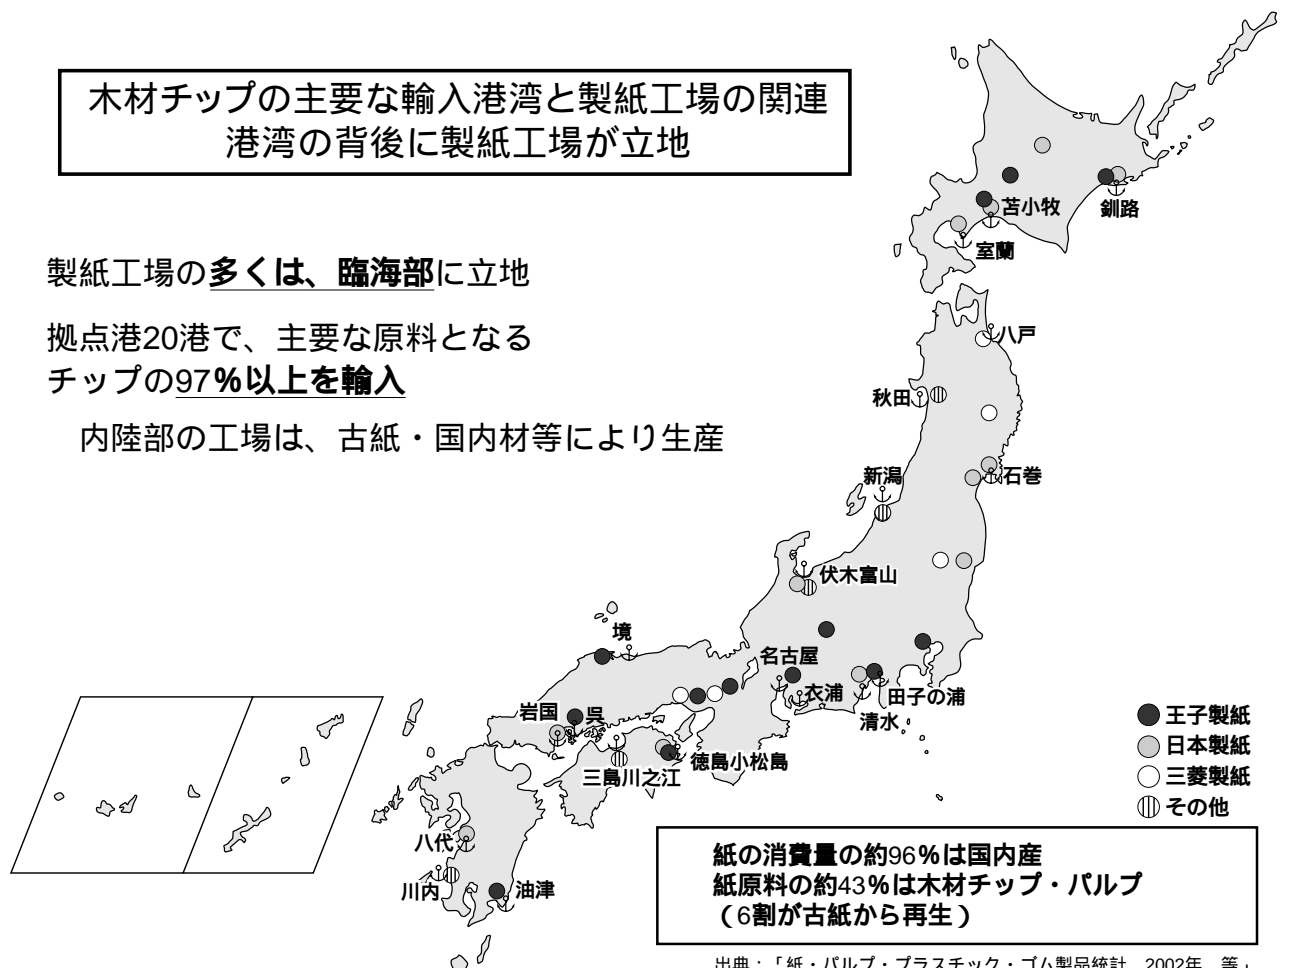 木材チップの主要な輸入港湾と製紙工場の関連
港湾の背後に製紙工場が立地
製紙工場の多くは、臨海部に立地
拠点港20港で、主要な原料となる
チップの97%以上を輸入
内陸部の工場は、古紙・国内材等により生産
苫小牧
釧路
室蘭
八戸
秋田
新潟
石巻
伏木富山
境
名古屋
衣浦
田子の浦
清水
岩国
呉
徳島小松島
三島川之江
八代
川内
油津
王子製紙
日本製紙
三菱製紙
その他
紙の消費量の約96%は国内産
紙原料の約43%は木材チップ・パルプ
(6割が古紙から再生)
出典:「紙・パルプ・プラスチック・ゴム製品統計 2002年 等」